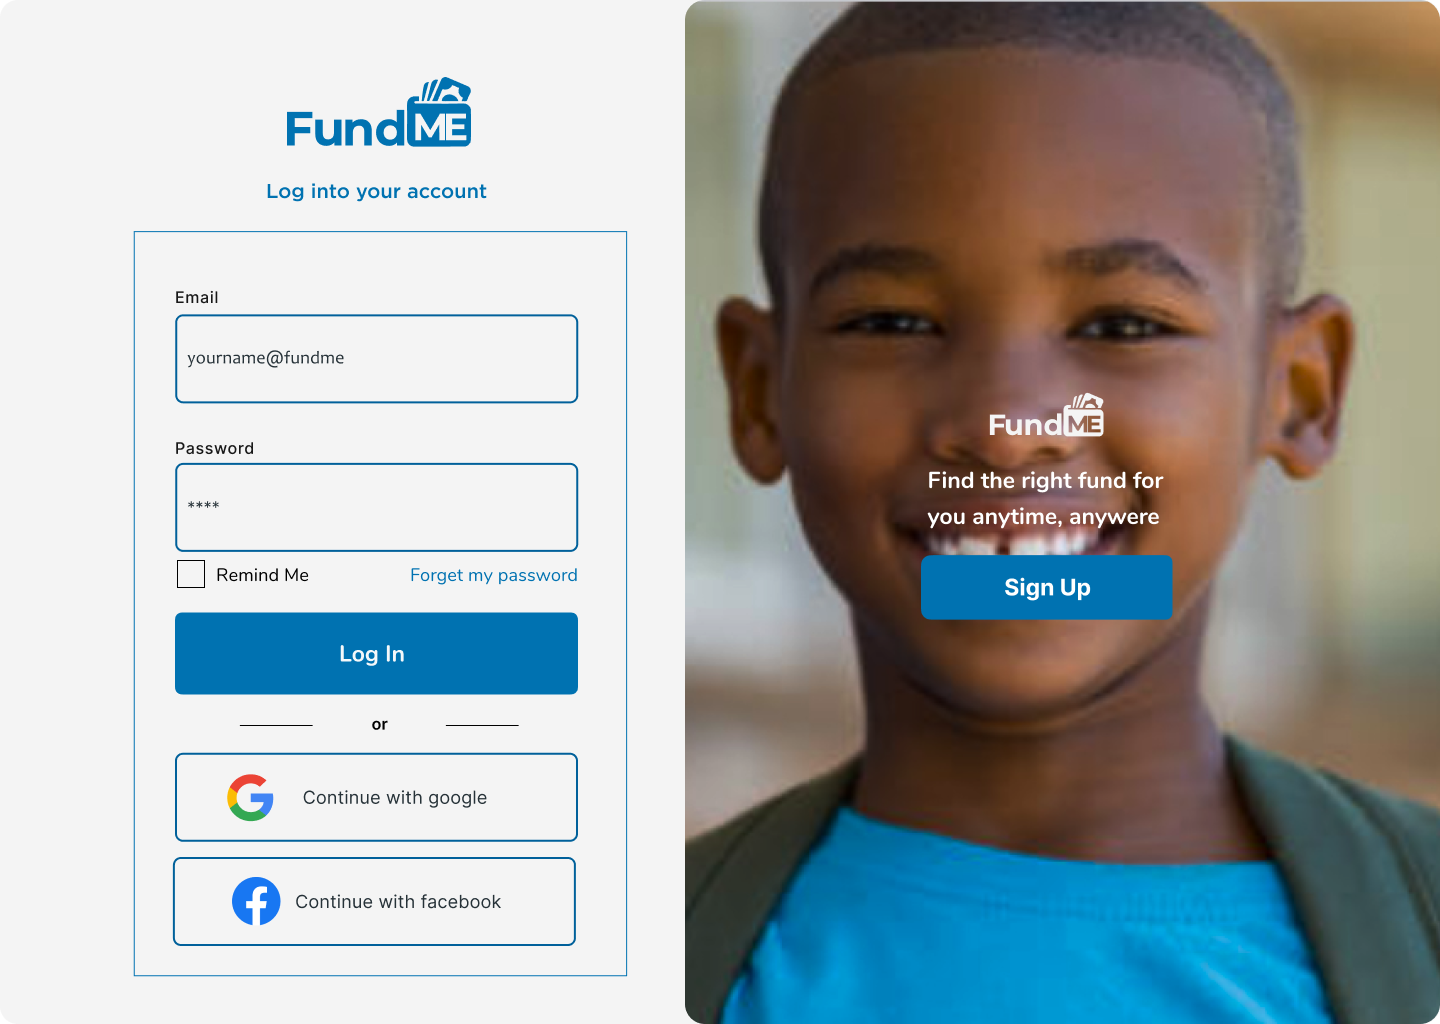 FundME
Log into your account
Email
yourname@fundme
Password
****
Remind Me
Forget my password
Log In
or
Continue with google
Continue with facebook
FundME
Find the right fund for
you anytime, anywere
Sign Up